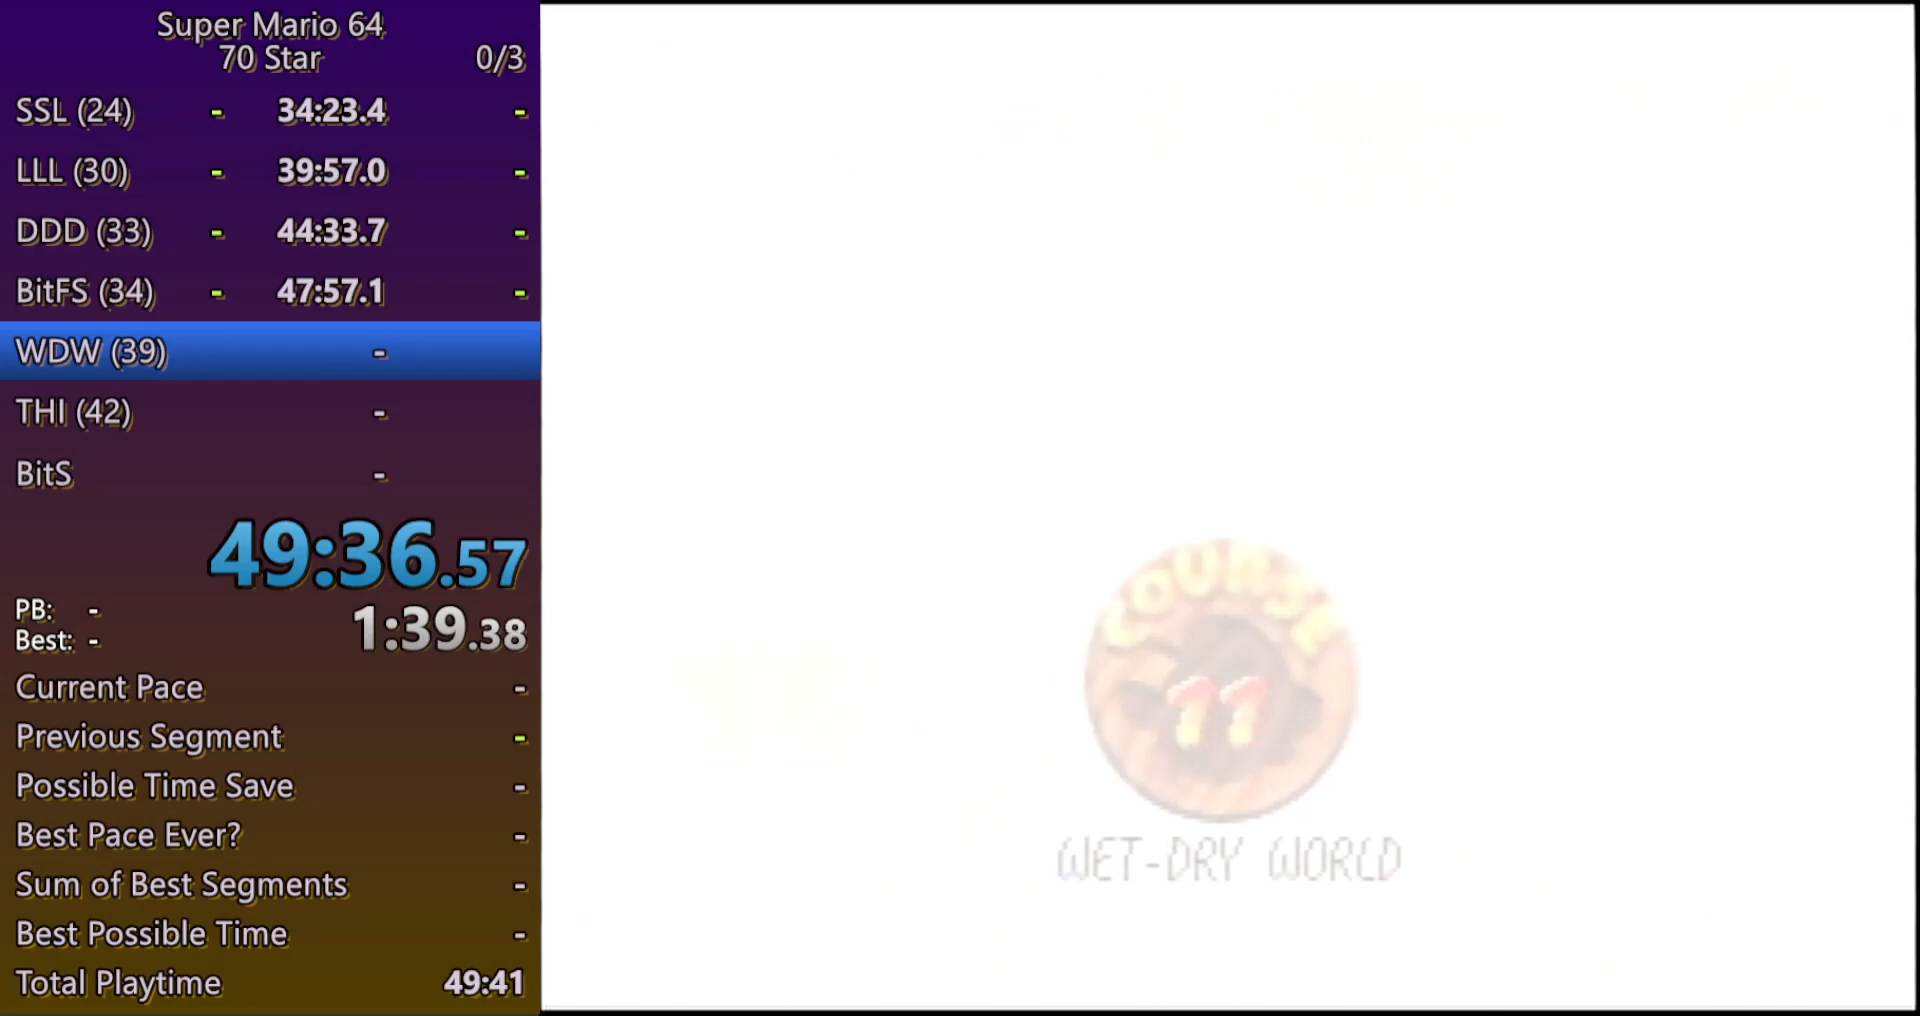 Super Mario 64
70 Star 0/3
SSL (24) - 34:23.4 -
LLL (30) - 39:57.0 -
DDD (33) - 44:33.7 -
BitFS (34) - 47:57.1 -
WDW (39) -
THI (42) -
BitS -
49:36.57
PB: -
1:39.38
Best: -
Current Pace -
Previous Segment -
Possible Time Save -
Best Pace Ever? -
Sum of Best Segments -
Best Possible Time -
Total Playtime 49:41
COURSE
11
WET-DRY WORLD